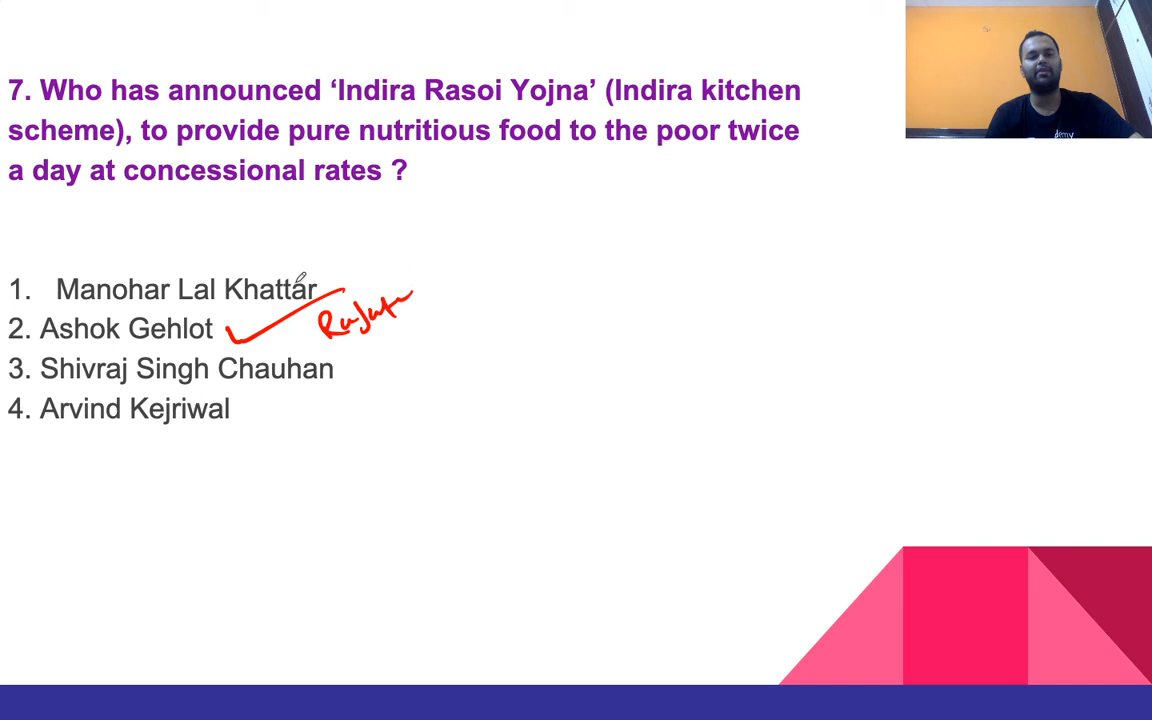 7. Who has announced ‘Indira Rasoi Yojna’ (Indira kitchen
scheme), to provide pure nutritious food to the poor twice
a day at concessional rates ?
1. Manohar Lal Khattar
2. Ashok Gehlot
3. Shivraj Singh Chauhan
4. Arvind Kejriwal
demy